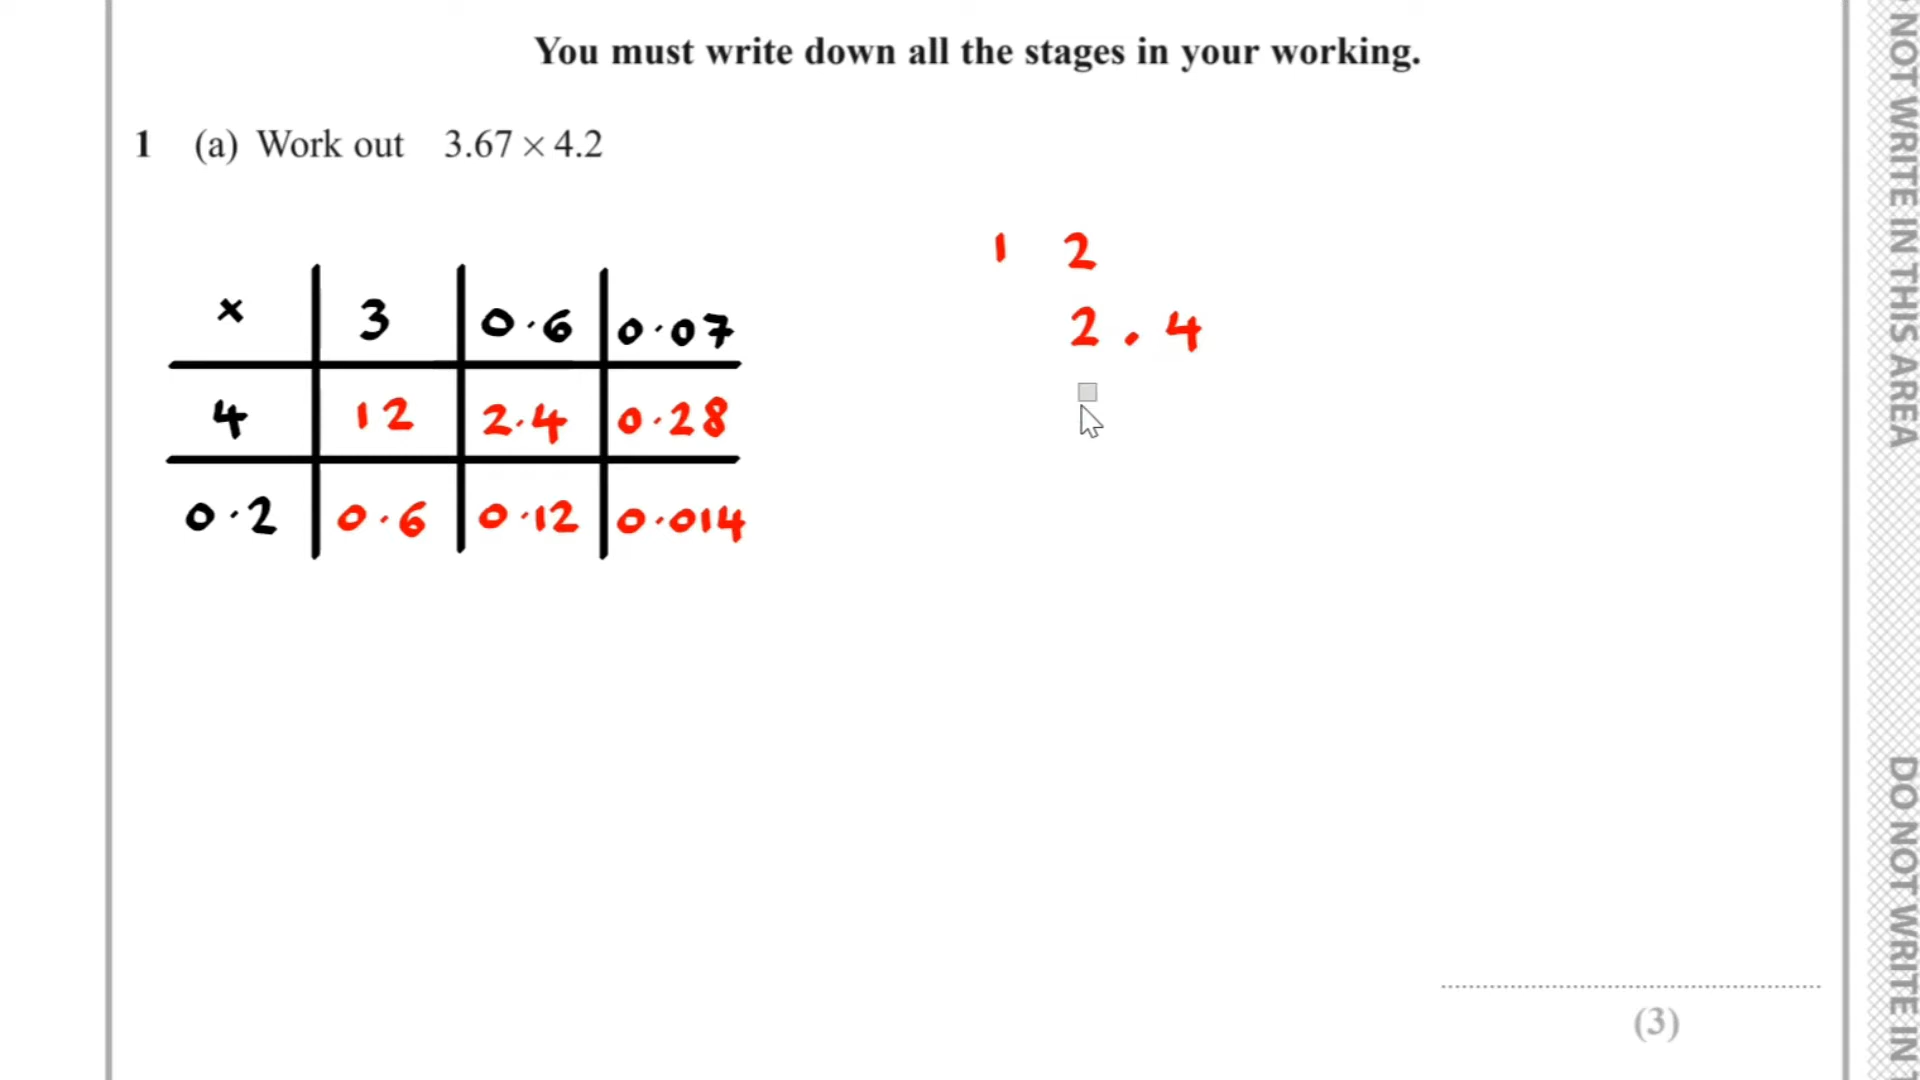 You must write down all the stages in your working.
1 (a) Work out 3.67 × 4.2
× 3 0.6 0.07
4 12 2.4 0.28
0.2 0.6 0.12 0.014
1 2
2.4
(3)
NOT WRITE IN THIS AREA
DO NOT WRITE IN